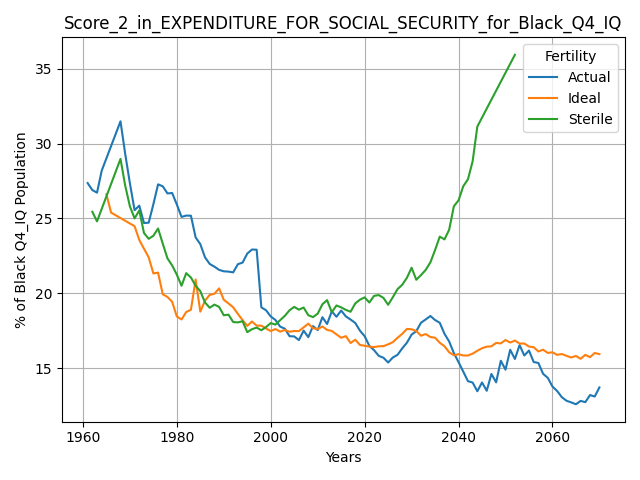 Score_2_in_EXPENDITURE_FOR_SOCIAL_SECURITY_for_Black_Q4_IQ
Fertility
Actual
Ideal
Sterile
% of Black Q4_IQ Population
35
30
25
20
15
1960
1980
2000
2020
2040
2060
Years